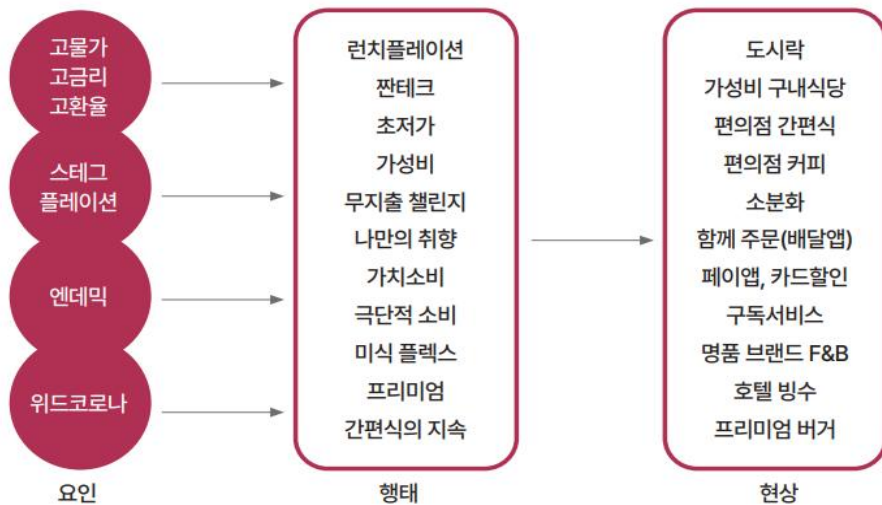 고물가
고금리
고환율
스테그
플레이션
엔데믹
위드코로나
요인
런치플레이션
짠테크
초저가
가성비
무지출 챌린지
나만의 취향
가치소비
극단적 소비
미식 플렉스
프리미엄
간편식의 지속
행태
도시락
가성비 구내식당
편의점 간편식
편의점 커피
소분화
함께 주문(배달앱)
페이앱, 카드할인
구독서비스
명품 브랜드 F&B
호텔 빙수
프리미엄 버거
현상